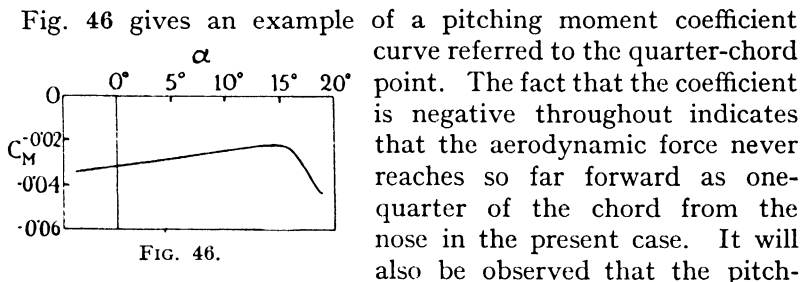 Fig. 46 gives an example of a pitching moment coefficient
curve referred to the quarter-chord
point. The fact that the coefficient
is negative throughout indicates
that the aerodynamic force never
reaches so far forward as one-
quarter of the chord from the
nose in the present case. It will
also be observed that the pitch-
α
0° 5° 10° 15° 20°
0
-0'02
C_M
-0'04
-0'06
FIG. 46.